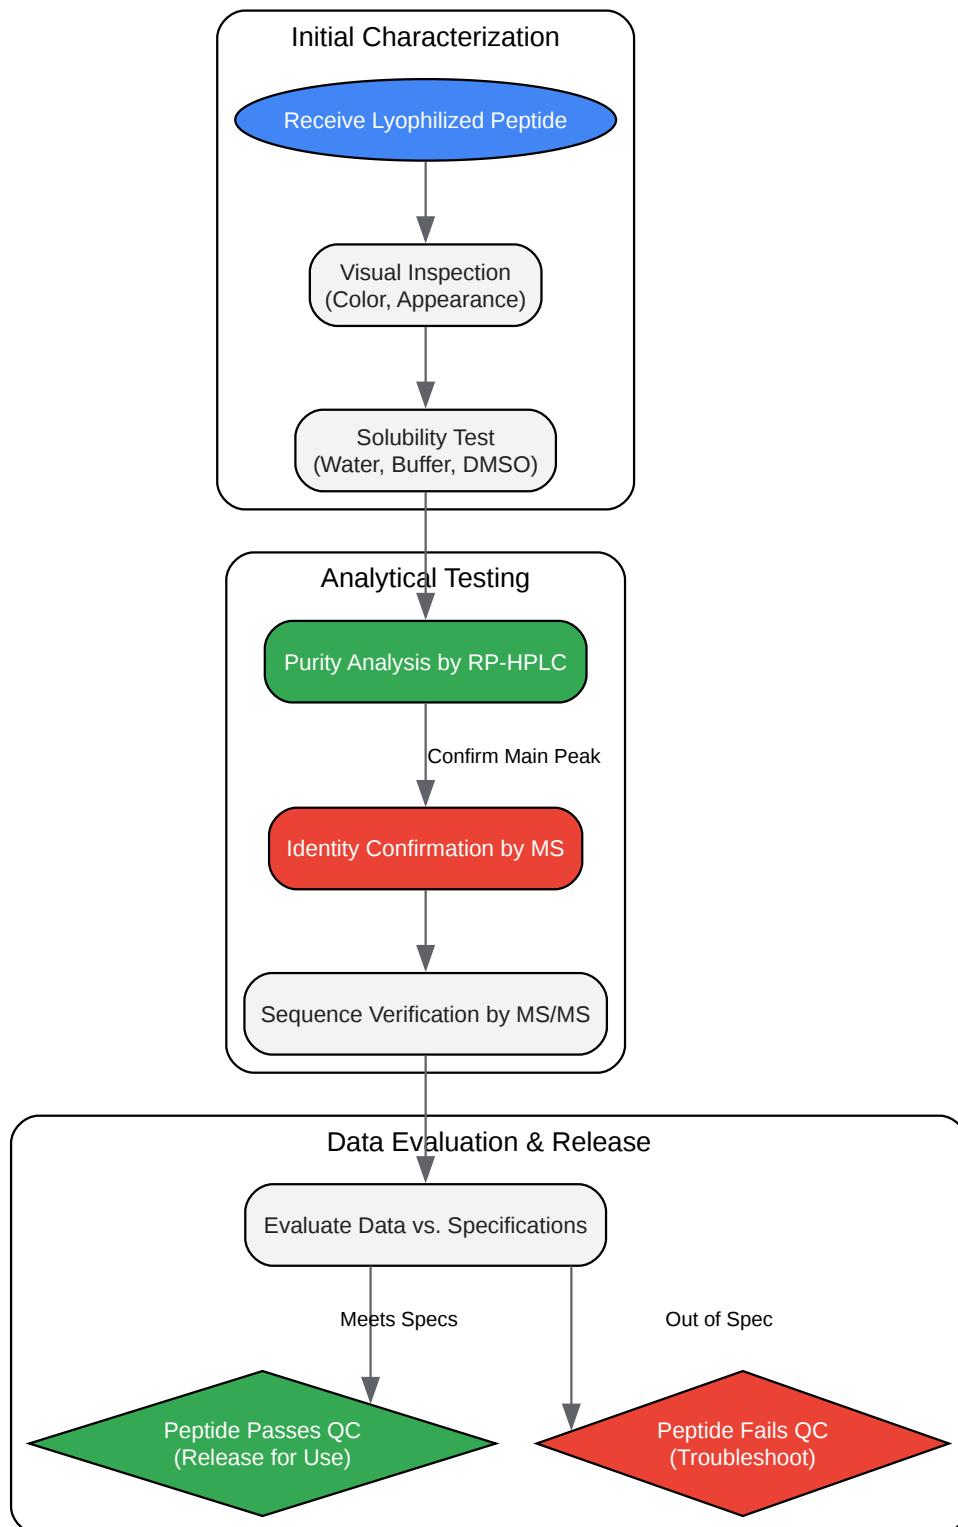 Initial Characterization
Receive Lyophilized Peptide
Visual Inspection
(Color, Appearance)
Solubility Test
(Water, Buffer, DMSO)
Analytical Testing
Purity Analysis by RP-HPLC
Confirm Main Peak
Identity Confirmation by MS
Sequence Verification by MS/MS
Data Evaluation & Release
Evaluate Data vs. Specifications
Meets Specs
Out of Spec
Peptide Passes QC
(Release for Use)
Peptide Fails QC
(Troubleshoot)